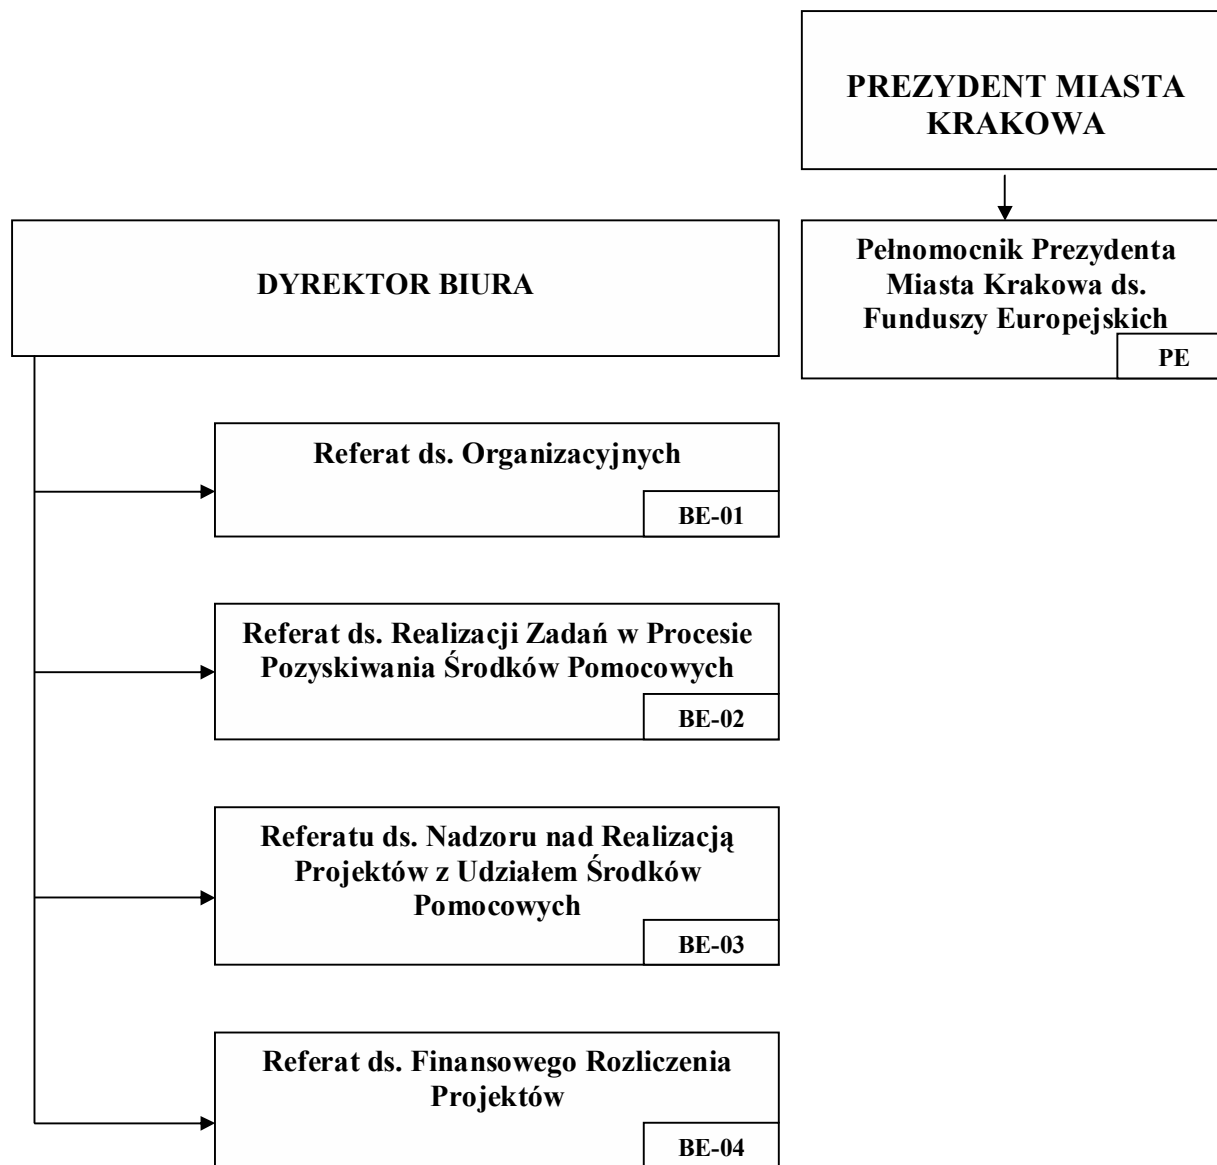 PREZYDENT MIASTA
KRAKOWA
DYREKTOR BIURA
Pełnomocnik Prezydenta
Miasta Krakowa ds.
Funduszy Europejskich
PE
Referat ds. Organizacyjnych
BE-01
Referat ds. Realizacji Zadań w Procesie
Pozyskiwania Środków Pomocowych
BE-02
Referatu ds. Nadzoru nad Realizacją
Projektów z Udziałem Środków
Pomocowych
BE-03
Referat ds. Finansowego Rozliczenia
Projektów
BE-04